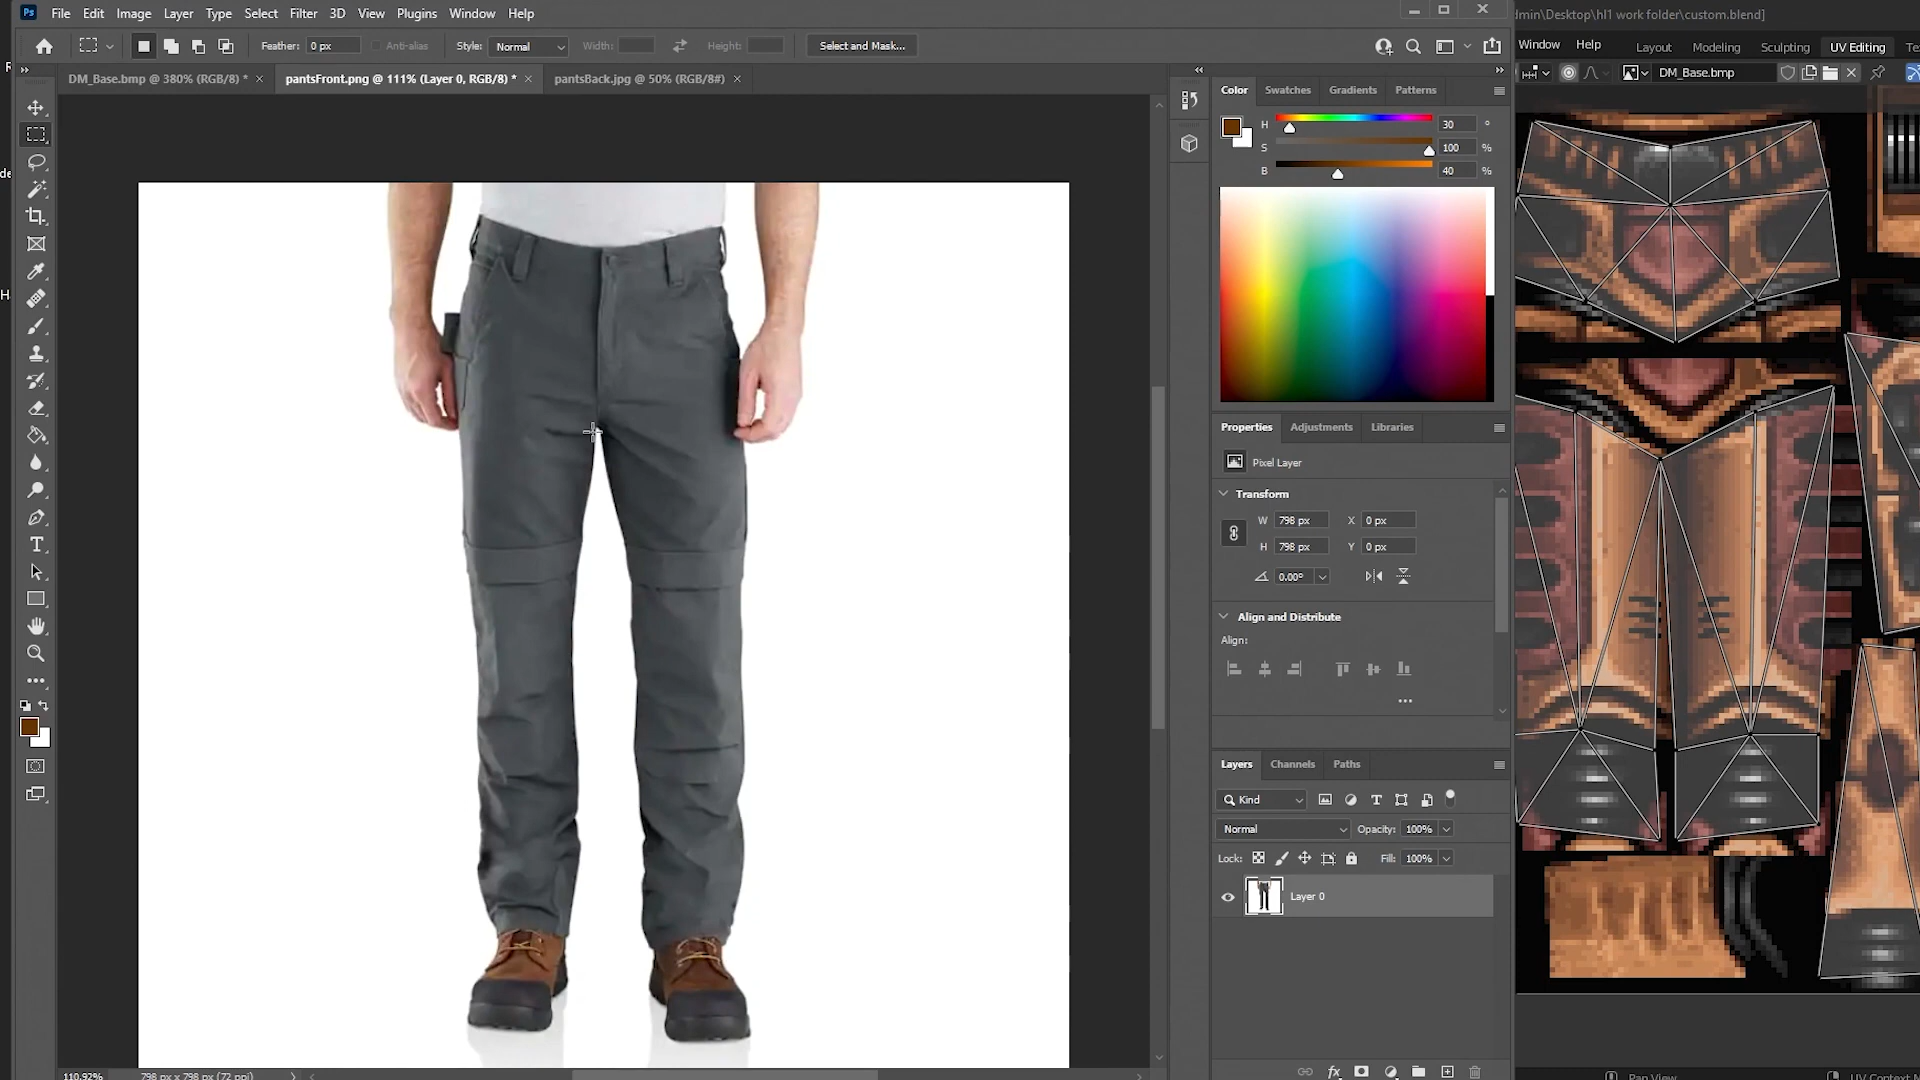 Ps File Edit Image Layer Type Select Filter 3D View Plugins Window Help
Feather: 0 px Anti-alias Style: Normal Width: Height: Select and Mask...
DM_Base.bmp @ 380% (RGB/8) * × pantsFront.png @ 111% (Layer 0, RGB/8) * × pantsBack.jpg @ 50% (RGB/8#) ×
Color Swatches Gradients Patterns
H 30 °
S 100 %
B 40 %
Properties Adjustments Libraries
Pixel Layer
Transform
W 798 px X 0 px
H 798 px Y 0 px
0.00°
Align and Distribute
Align:
Layers Channels Paths
Kind
Normal Opacity: 100%
Lock: Fill: 100%
Layer 0
110.92% 798 px x 798 px (72 ppi)
dmin\Desktop\hl1 work folder\custom.blend]
Window Help Layout Modeling Sculpting UV Editing Te
DM_Base.bmp
Pan View UV Context M